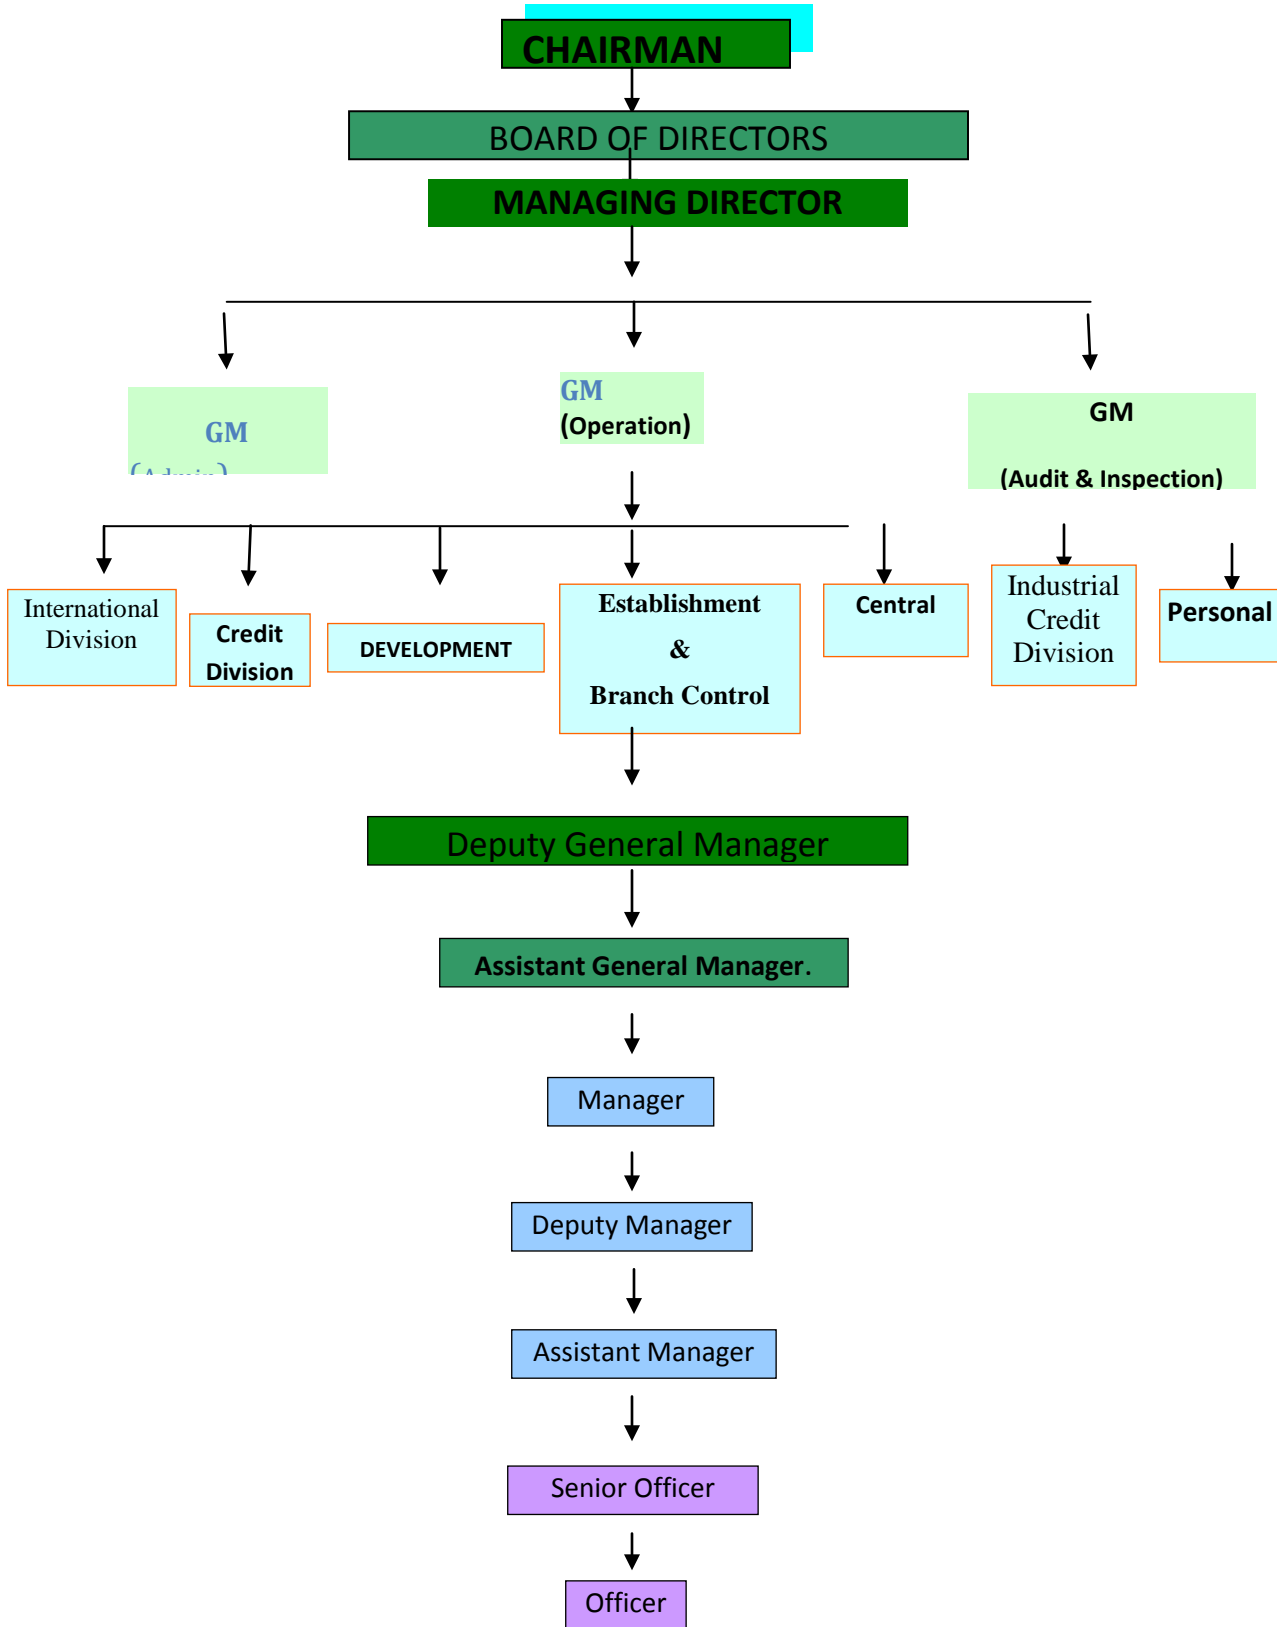 CHAIRMAN
BOARD OF DIRECTORS
MANAGING DIRECTOR
GM
(Admin)
GM
(Operation)
GM
(Audit & Inspection)
International
Division
Credit
Division
DEVELOPMENT
Establishment
&
Branch Control
Central
Industrial
Credit
Division
Personal
Deputy General Manager
Assistant General Manager.
Manager
Deputy Manager
Assistant Manager
Senior Officer
Officer